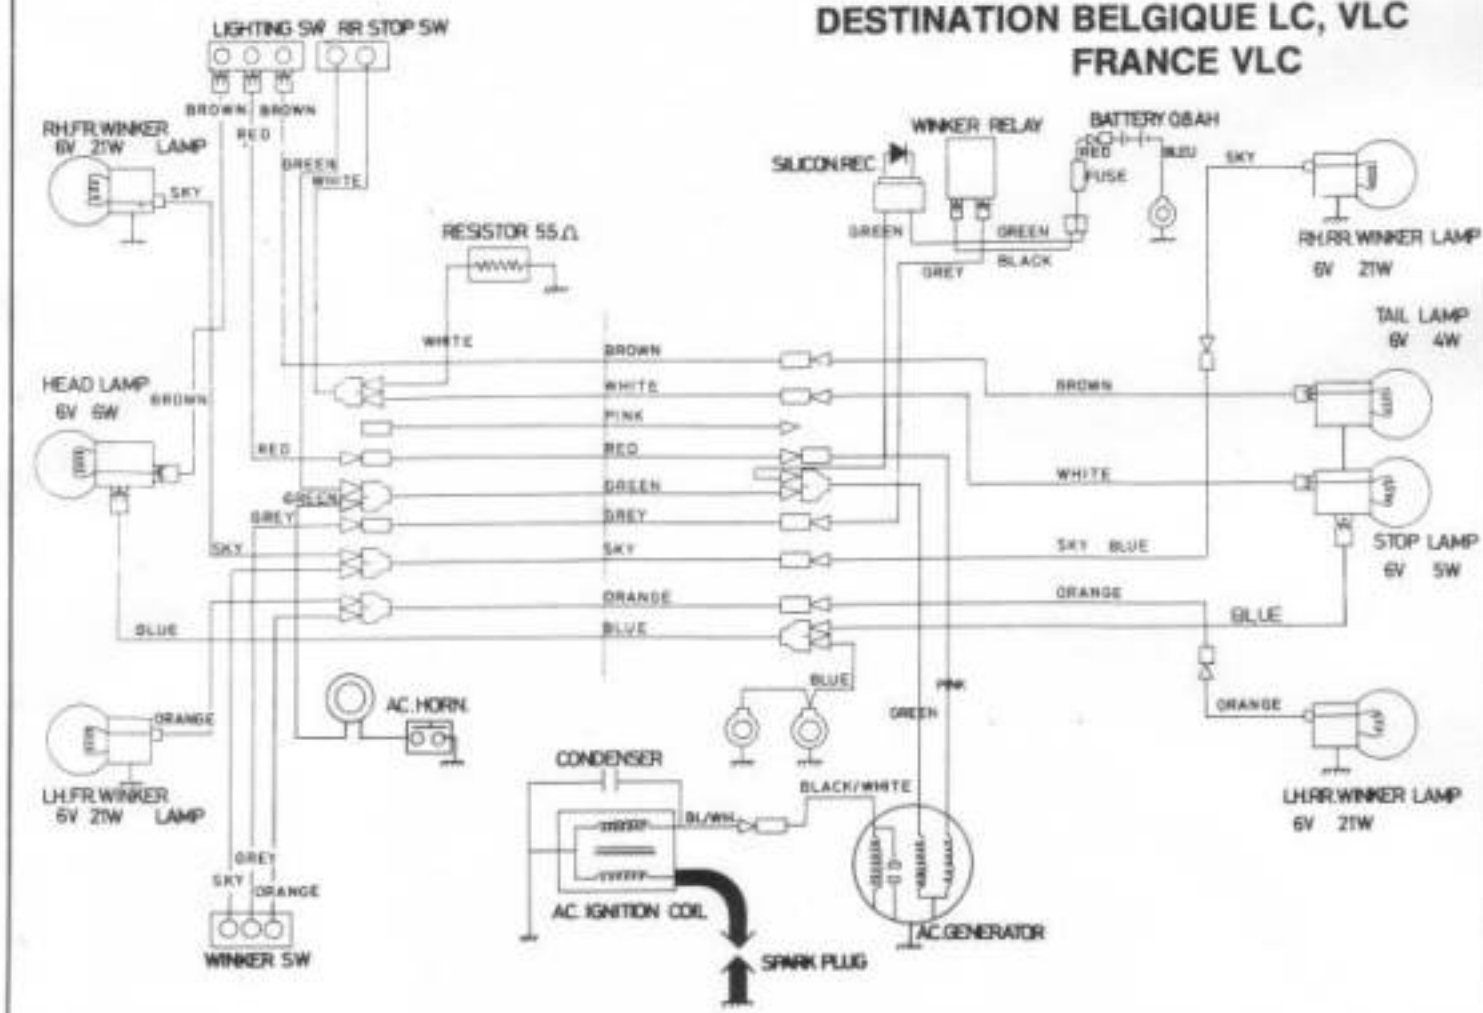 DESTINATION BELGIQUE LC, VLC
FRANCE VLC
LIGHTING SW RR STOP SW
BROWN BROWN
RED
GREEN
WHITE
RH.FR.WINKER
6V 21W LAMP
SKY
RESISTOR 55Ω
WHITE
SILICON REC.
WINKER RELAY
BATTERY 0.8AH
RED
BLEU
FUSE
GREEN
GREEN
BLACK
GREY
SKY
RH.RR.WINKER LAMP
6V 21W
TAIL LAMP
6V 4W
HEAD LAMP
6V 6W
BROWN
BROWN
BROWN
WHITE
PINK
RED
RED
WHITE
GREEN
GREEN
GREY
GREY
SKY
SKY
SKY BLUE
STOP LAMP
6V 5W
ORANGE
ORANGE
BLUE
BLUE
BLUE
BLUE
PINK
GREEN
AC. HORN.
ORANGE
ORANGE
LH.FR.WINKER
6V 21W LAMP
CONDENSER
BLACK/WHITE
BL/WH
LH.RR.WINKER LAMP
6V 21W
GREY
SKY
ORANGE
WINKER SW
AC. IGNITION COIL
AC.GENERATOR
SPARK PLUG